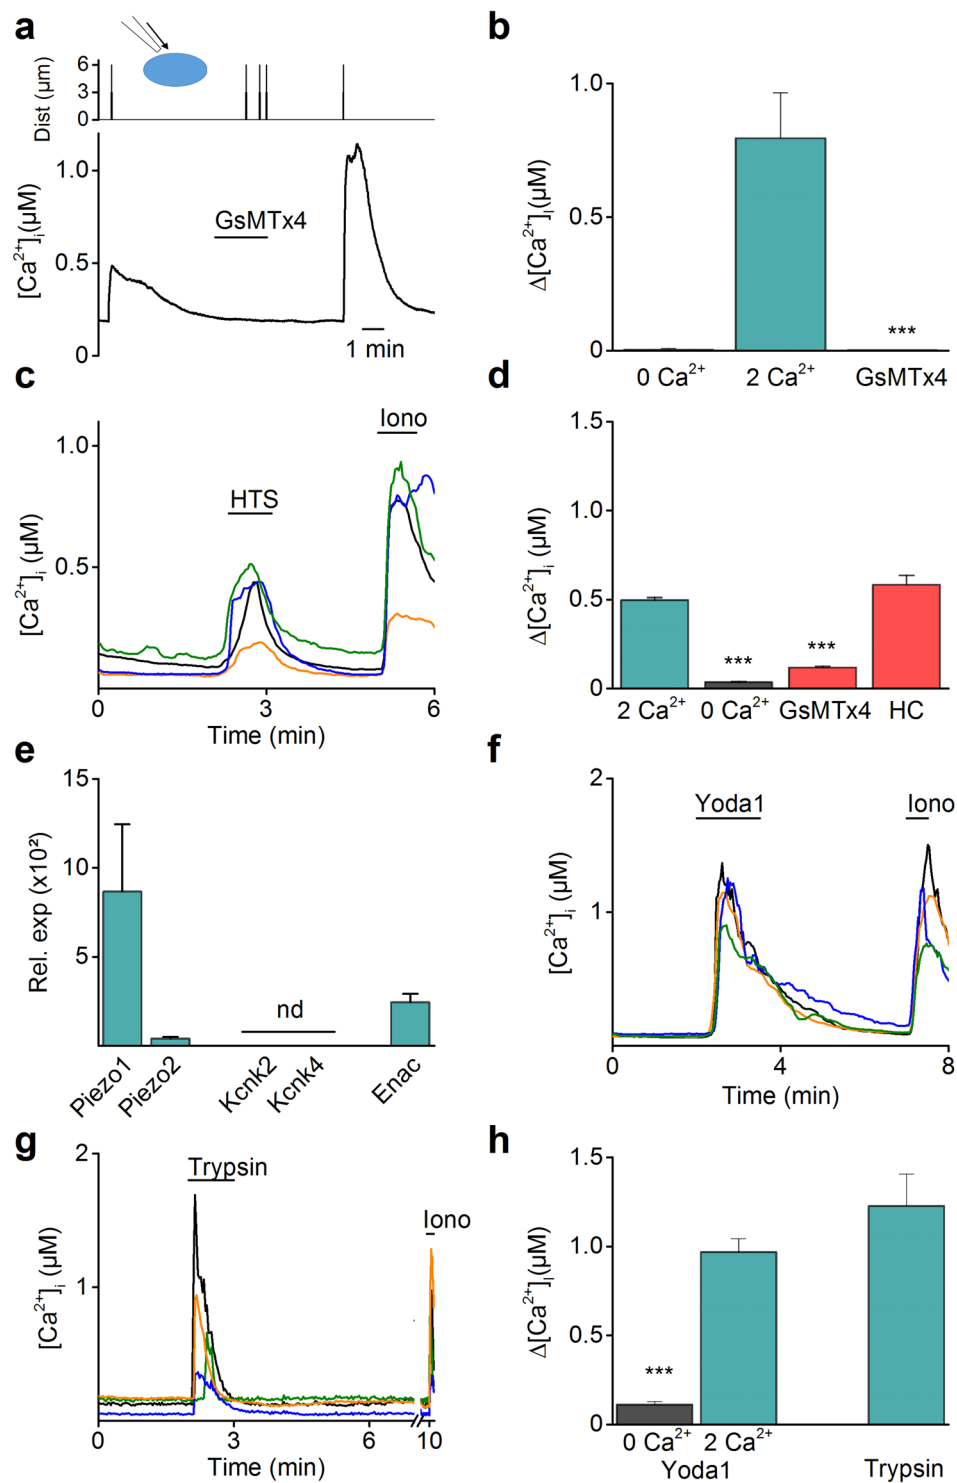 a
Dist (µm)
6
3
0
[Ca²⁺]ᵢ(µM)
1.0
0.5
0
GsMTx4
1 min
b
Δ[Ca²⁺]ᵢ(µM)
1.0
0.5
0
***
0 Ca²⁺ 2 Ca²⁺ GsMTx4
c
[Ca²⁺]ᵢ (µM)
1.0
0.5
HTS
Iono
0 3 6
Time (min)
d
Δ[Ca²⁺]ᵢ (µM)
1.5
1.0
0.5
0
*** ***
2 Ca²⁺ 0 Ca²⁺ GsMTx4 HC
e
Rel. exp (x10²)
15
10
5
nd
Piezo1 Piezo2 Kcnk2 Kcnk4 Enac
f
[Ca²⁺]ᵢ (µM)
2
1
Yoda1
Iono
0 4 8
Time (min)
g
[Ca²⁺]ᵢ (µM)
2
1
Trypsin
Iono
0 3 6 10
Time (min)
h
Δ[Ca²⁺]ᵢ(µM)
1.5
1.0
0.5
0
***
0 Ca²⁺ 2 Ca²⁺
Yoda1 Trypsin